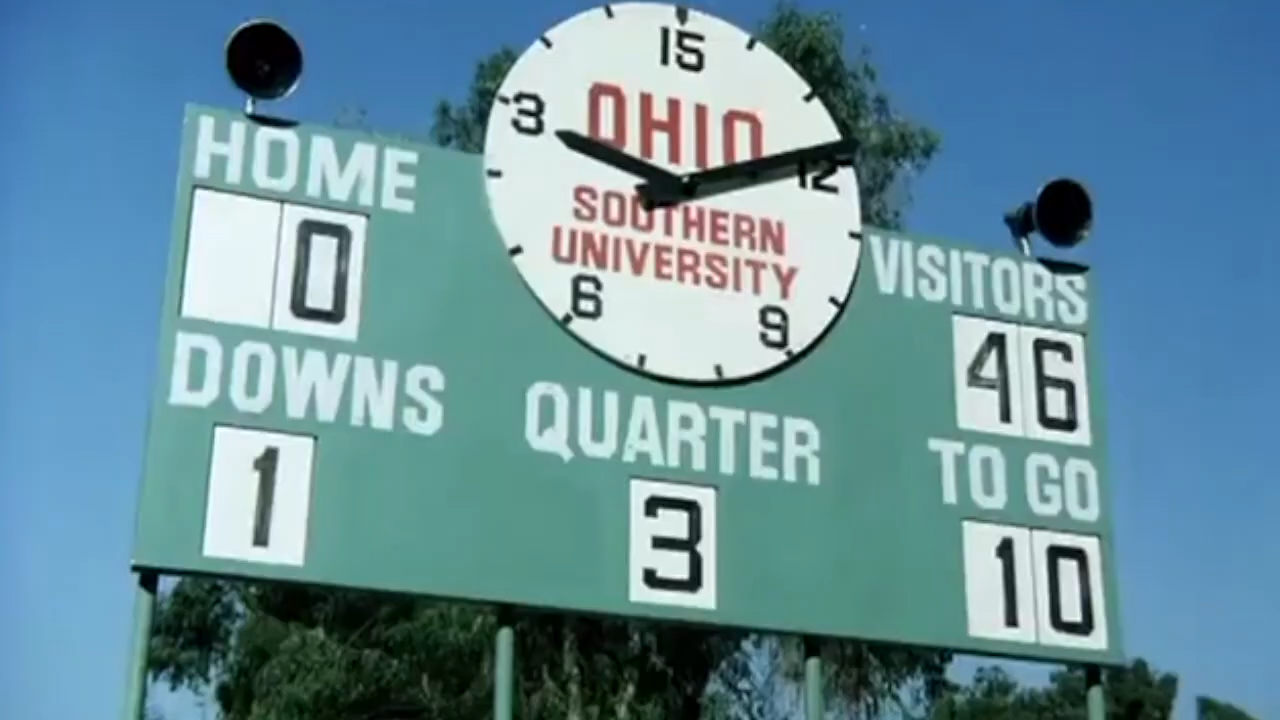 15
3
OHIO
12
SOUTHERN
UNIVERSITY
6
9
HOME
0
VISITORS
46
DOWNS
1
QUARTER
3
TO GO
10